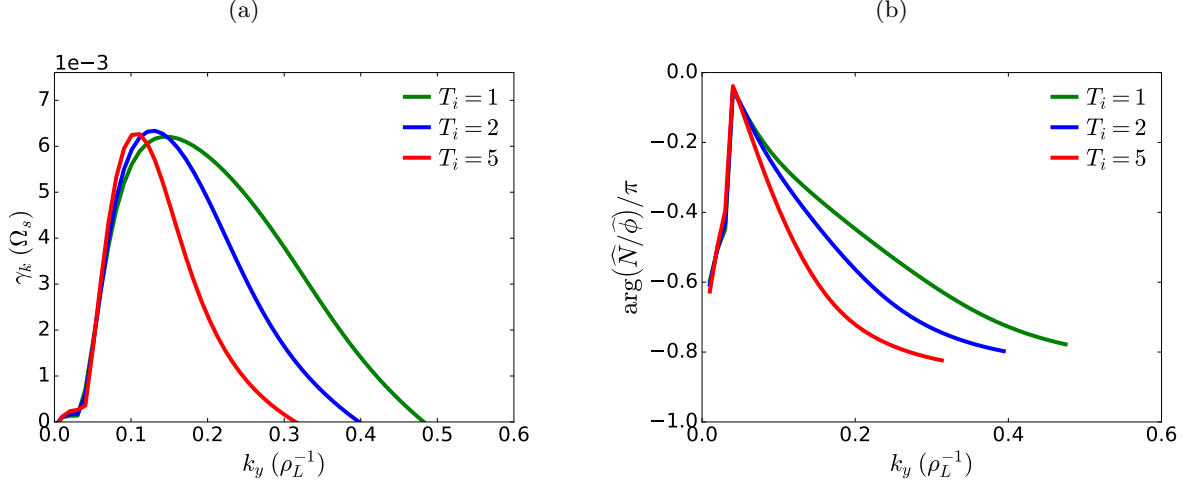 (a)
1e−3
7
6
5
4
3
2
1
0
0.0 0.1 0.2 0.3 0.4 0.5 0.6
γ_k (Ω_s)
k_y (ρ_L^{-1})
T_i = 1
T_i = 2
T_i = 5
(b)
0.0
−0.2
−0.4
−0.6
−0.8
−1.0
0.0 0.2 0.4 0.6
arg(N̂/φ̂)/π
k_y (ρ_L^{-1})
T_i = 1
T_i = 2
T_i = 5